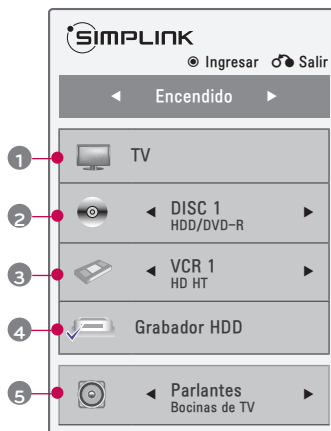 SIMPLINK
Ingresar Salir
Encendido
1 TV
2 DISC 1
HDD/DVD-R
3 VCR 1
HD HT
4 Grabador HDD
5 Parlantes
Bocinas de TV